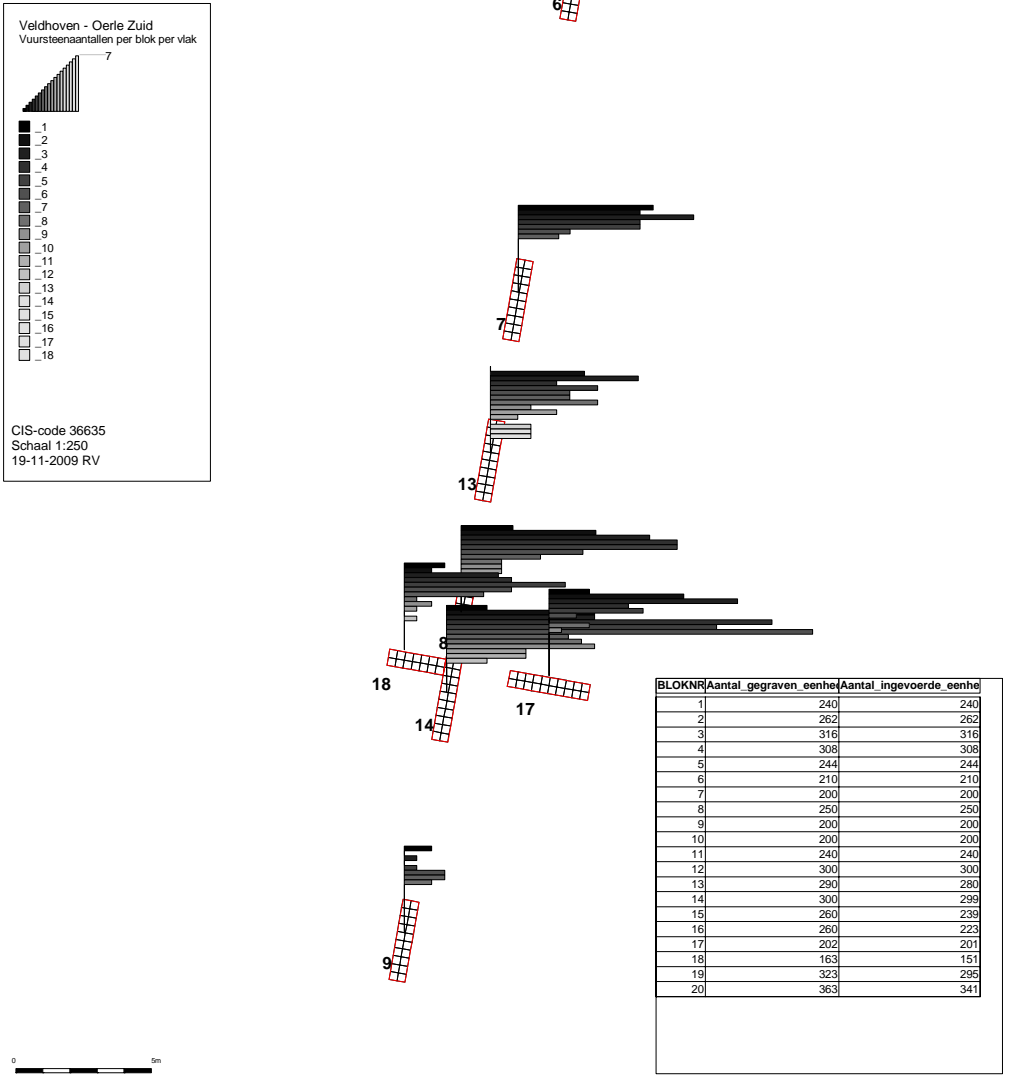 6
Veldhoven - Oerle Zuid
Vuursteenaantallen per blok per vlak
7
_1
_2
_3
_4
_5
_6
_7
_8
_9
_10
_11
_12
_13
_14
_15
_16
_17
_18
CIS-code 36635
Schaal 1:250
19-11-2009 RV
7
13
8
18
14
17
9
BLOKNR Aantal_gegraven_eenhe Aantal_ingevoerde_eenhe
1 240 240
2 262 262
3 316 316
4 308 308
5 244 244
6 210 210
7 200 200
8 250 250
9 200 200
10 200 200
11 240 240
12 300 300
13 290 280
14 300 299
15 260 239
16 260 223
17 202 201
18 163 151
19 323 295
20 363 341
0 5m